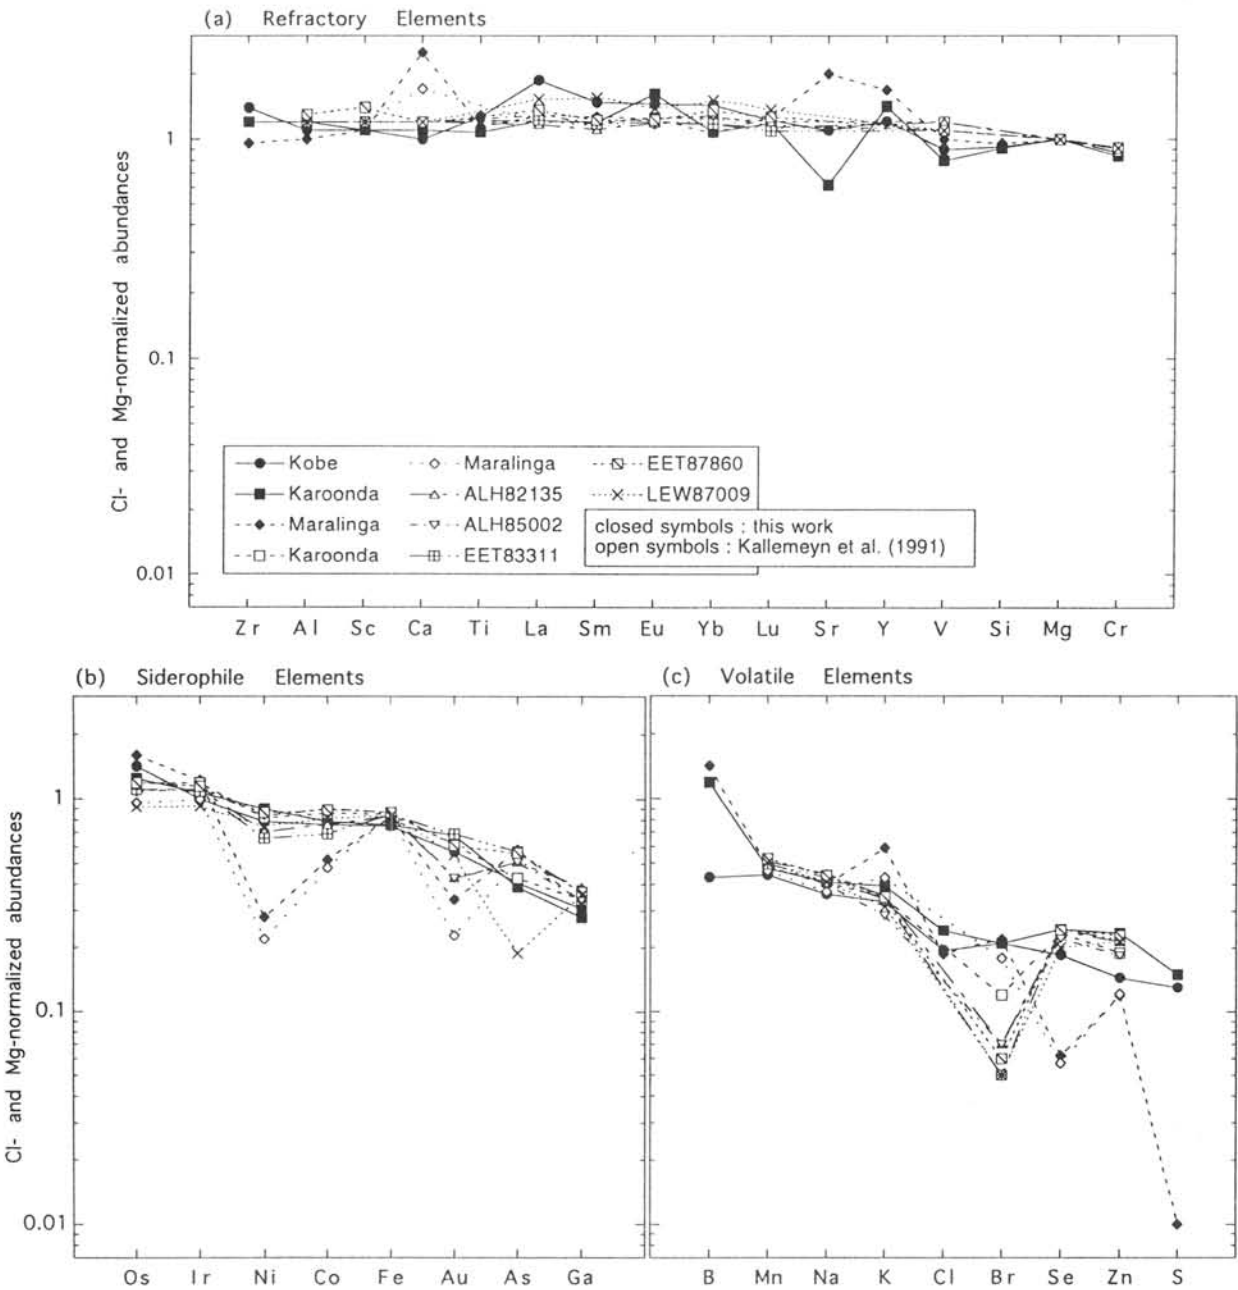 (a) Refractory Elements
CI- and Mg-normalized abundances
1
0.1
0.01
Kobe
Karoonda
Maralinga
Karoonda
Maralinga
ALH82135
ALH85002
EET83311
EET87860
LEW87009
closed symbols : this work
open symbols : Kallemeyn et al. (1991)
Zr Al Sc Ca Ti La Sm Eu Yb Lu Sr Y V Si Mg Cr
(b) Siderophile Elements
(c) Volatile Elements
CI- and Mg-normalized abundances
1
0.1
0.01
Os Ir Ni Co Fe Au As Ga
B Mn Na K Cl Br Se Zn S